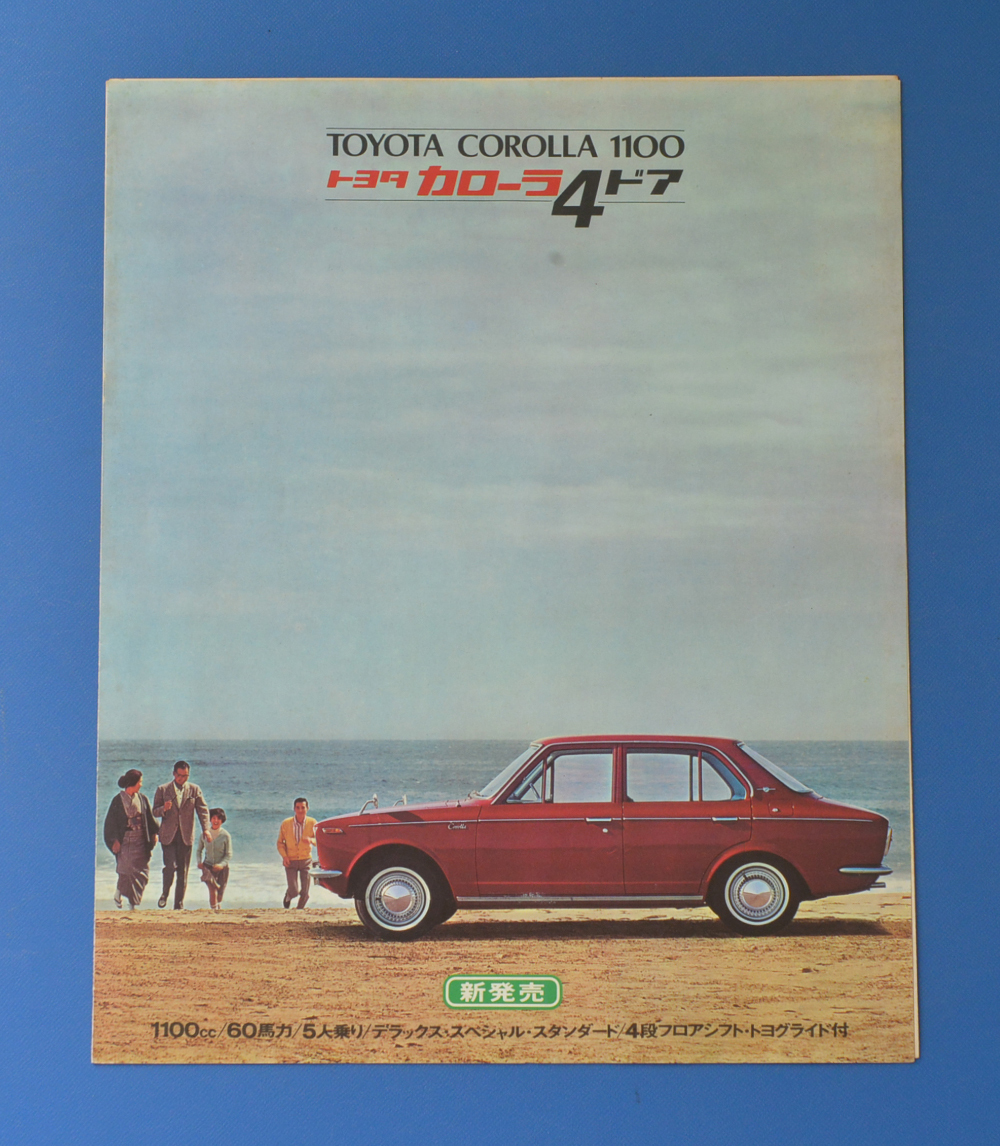 TOYOTA COROLLA 1100
トヨタ カローラ4ドア
Corolla
新発売
1100cc/60馬力/5人乗り/デラックス・スペシャル・スタンダード/4段フロアシフト・トヨグライド付